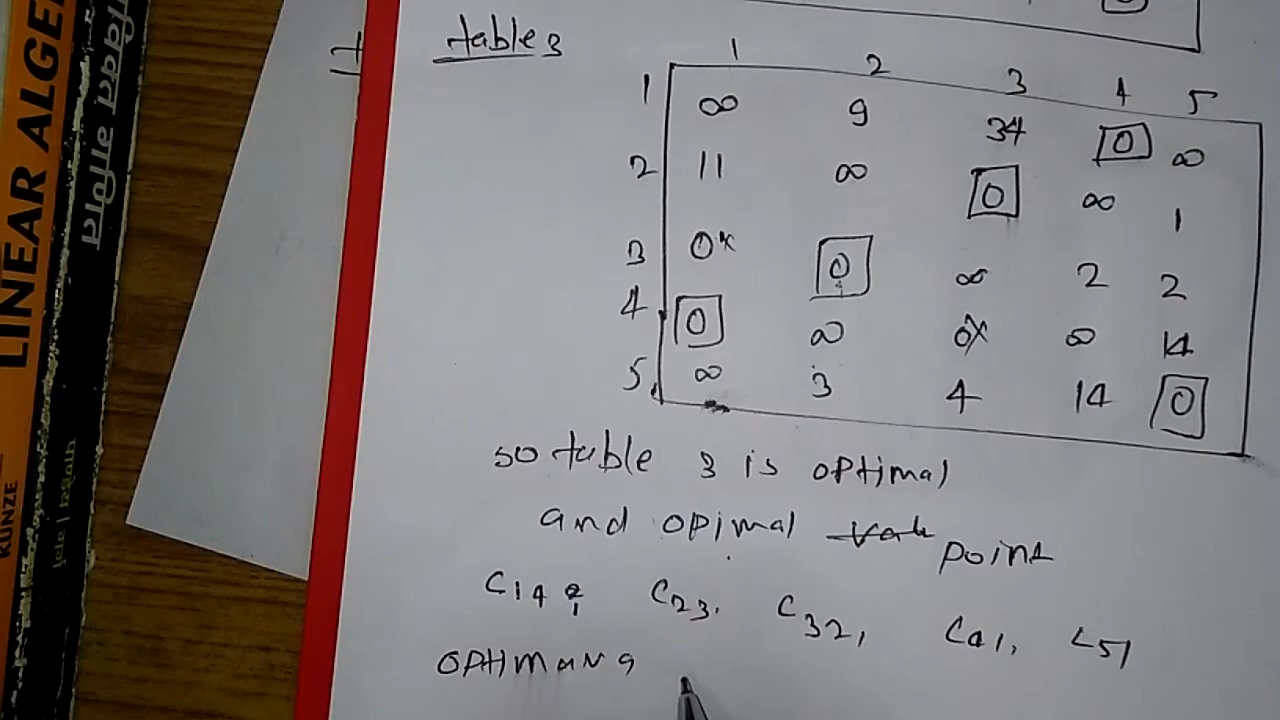 LINEAR ALGEB
KUNZE
table 3
1 2 3 4 5
1 ∞ 9 34 0 ∞
2 11 ∞ 0 ∞ 1
3 0× 0 ∞ 2 2
4 0 ∞ 0× ∞ 14
5 ∞ 3 4 14 0
so table 3 is optimal
and opimal point
C14, C23, C32, C41, C51